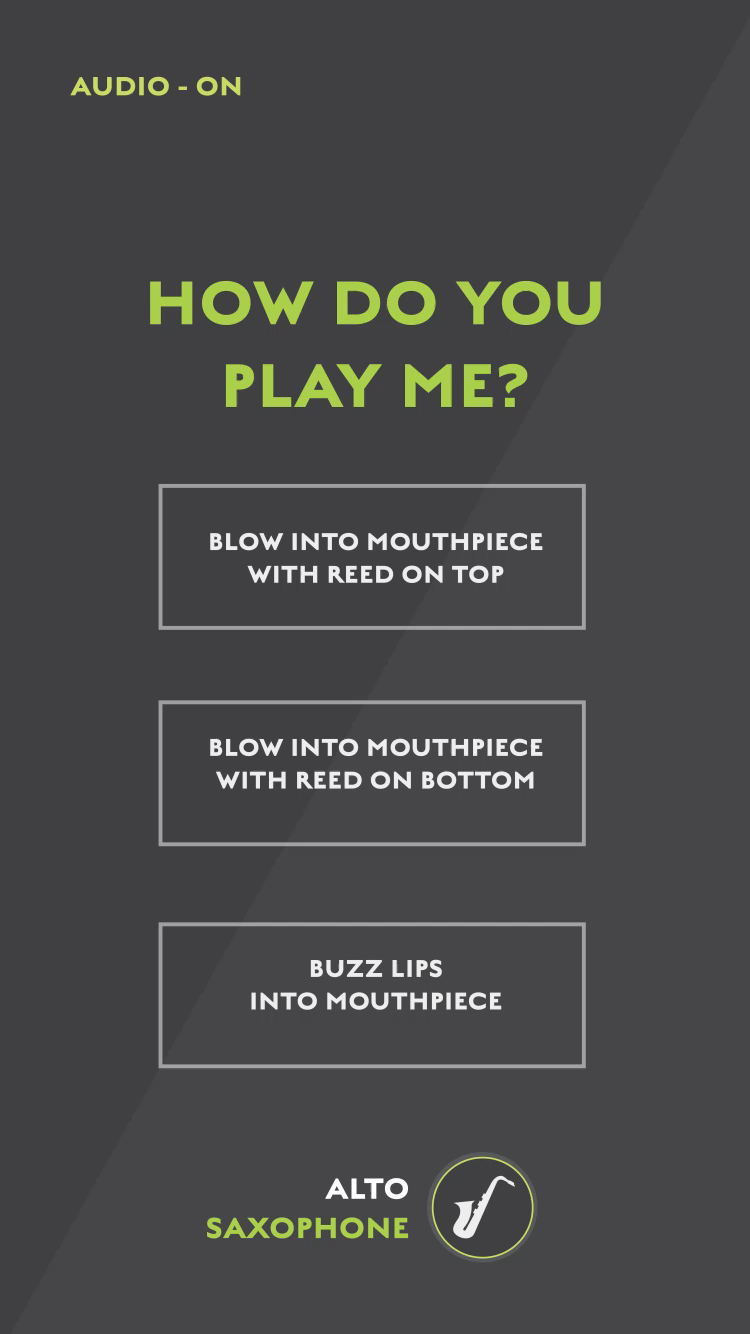 AUDIO - ON
HOW DO YOU
PLAY ME?
BLOW INTO MOUTHPIECE
WITH REED ON TOP
BLOW INTO MOUTHPIECE
WITH REED ON BOTTOM
BUZZ LIPS
INTO MOUTHPIECE
ALTO
SAXOPHONE